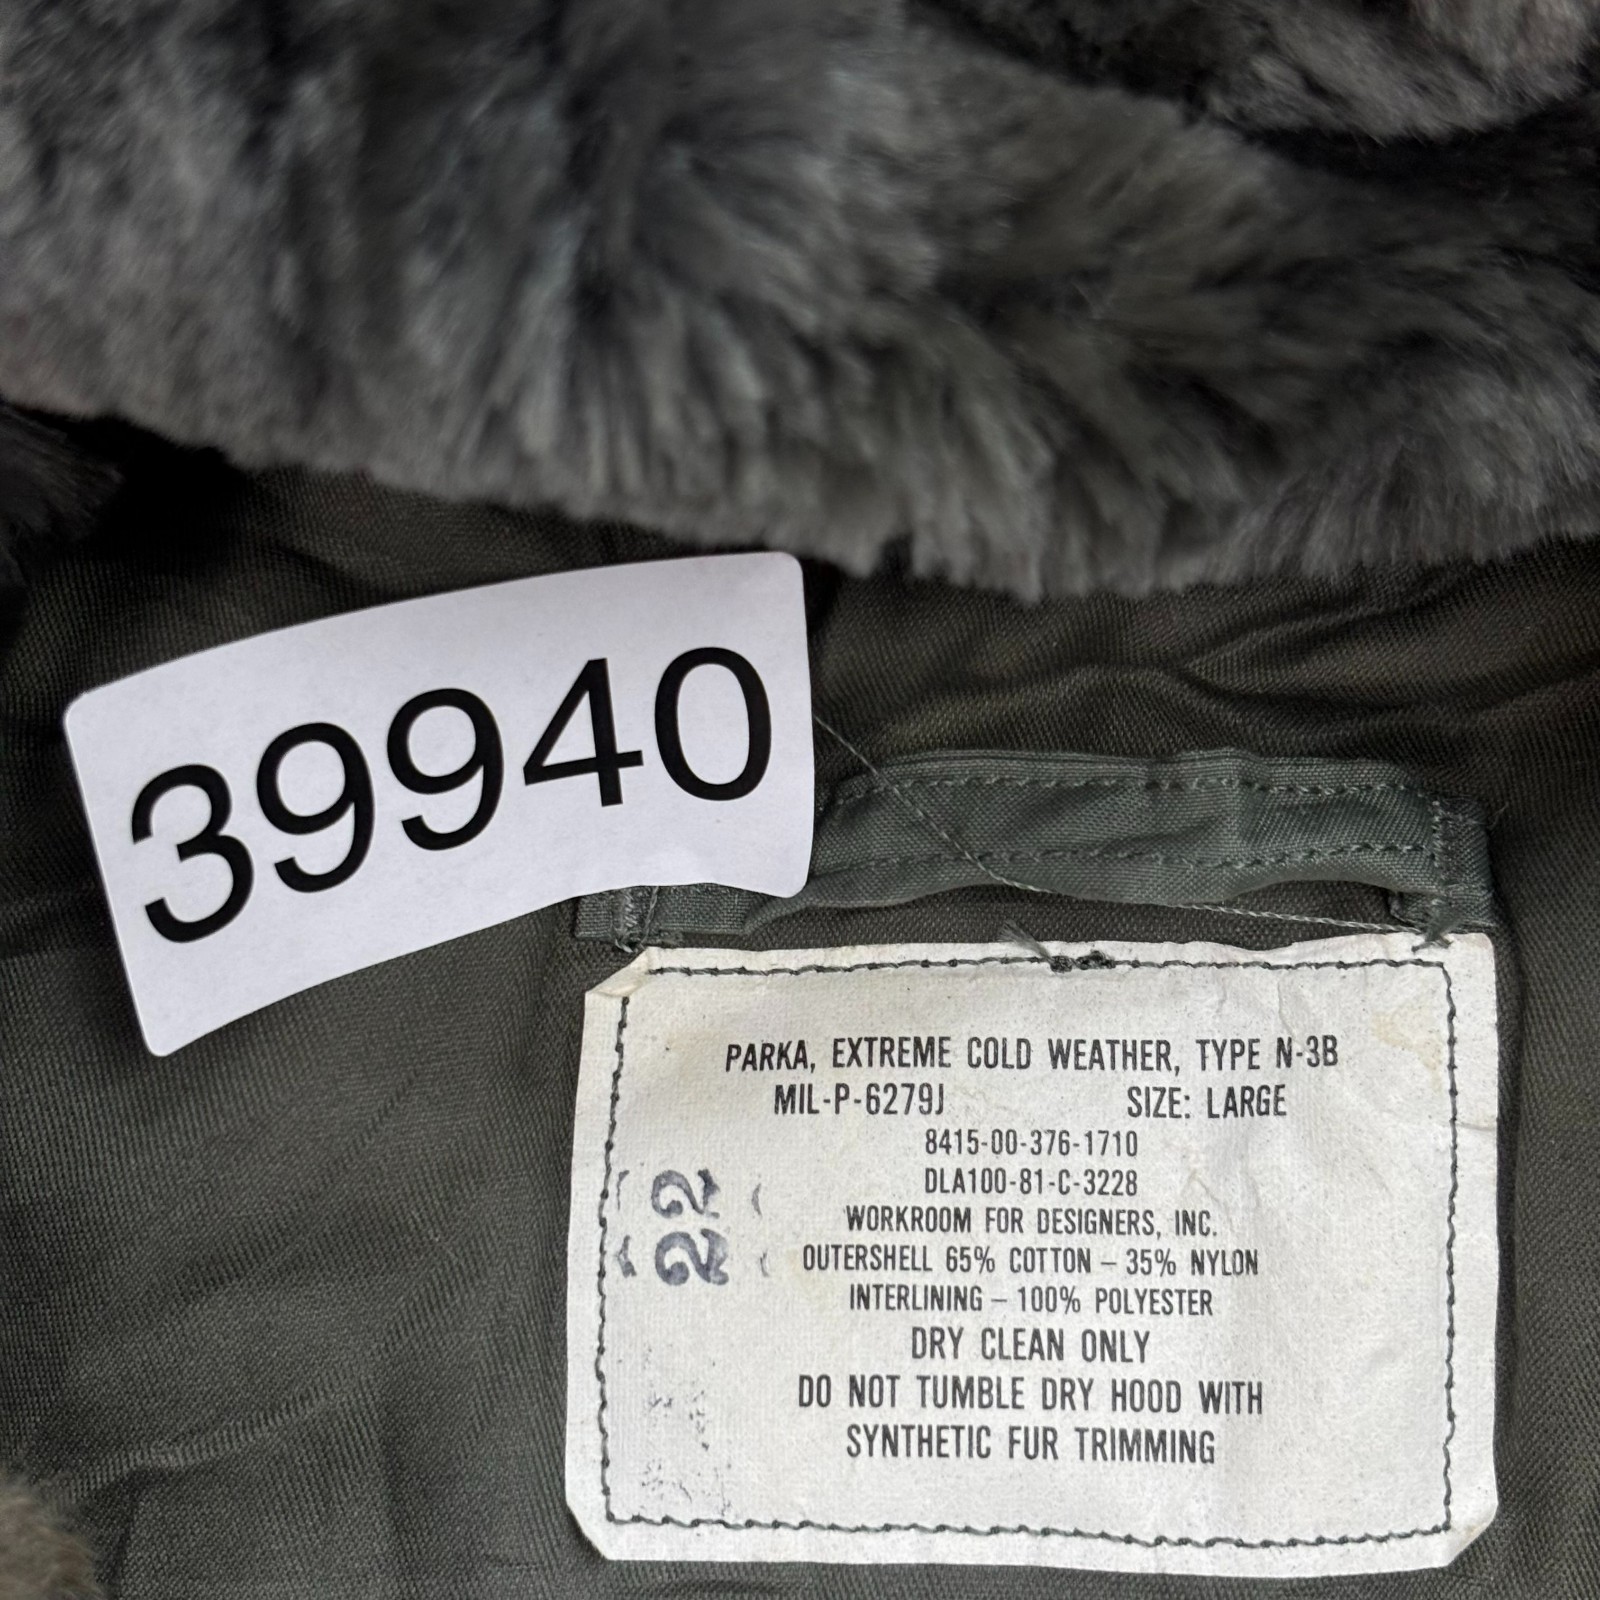 39940
PARKA, EXTREME COLD WEATHER, TYPE N-3B
MIL-P-6279J SIZE: LARGE
8415-00-376-1710
DLA100-81-C-3228
WORKROOM FOR DESIGNERS, INC.
OUTERSHELL 65% COTTON – 35% NYLON
INTERLINING – 100% POLYESTER
DRY CLEAN ONLY
DO NOT TUMBLE DRY HOOD WITH
SYNTHETIC FUR TRIMMING
22